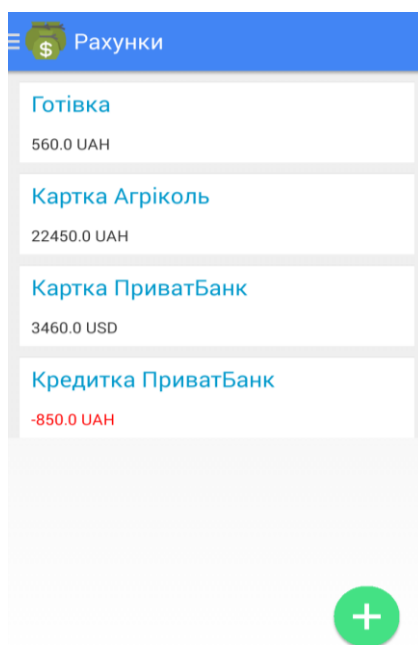 $ Рахунки
Готівка
560.0 UAH
Картка Агріколь
22450.0 UAH
Картка ПриватБанк
3460.0 USD
Кредитка ПриватБанк
-850.0 UAH
+